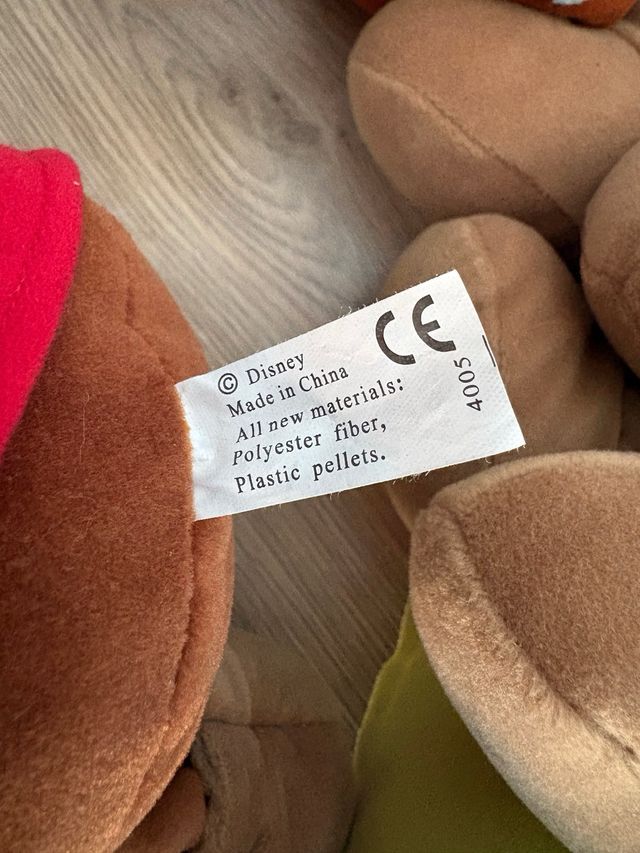 © Disney
Made in China
All new materials:
Polyester fiber,
Plastic pellets.
CE
4005